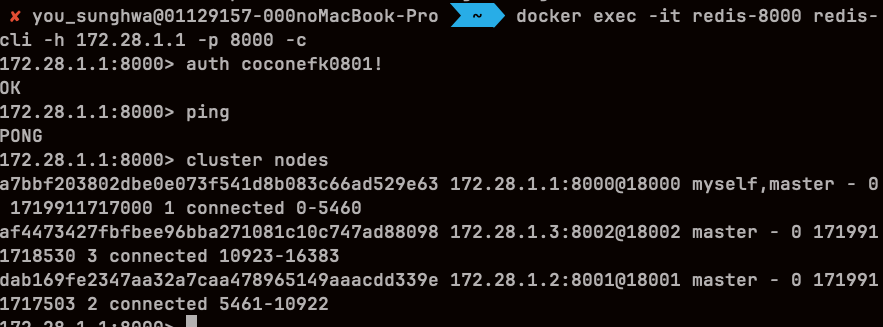 ✘ you_sunghwa@01129157-000noMacBook-Pro ~ docker exec -it redis-8000 redis-
cli -h 172.28.1.1 -p 8000 -c
172.28.1.1:8000> auth coconefk0801!
OK
172.28.1.1:8000> ping
PONG
172.28.1.1:8000> cluster nodes
a7bbf203802dbe0e073f541d8b083c66ad529e63 172.28.1.1:8000@18000 myself,master - 0
1719911717000 1 connected 0-5460
af4473427fbfbee96bba271081c10c747ad88098 172.28.1.3:8002@18002 master - 0 171991
1718530 3 connected 10923-16383
dab169fe2347aa32a7caa478965149aaacdd339e 172.28.1.2:8001@18001 master - 0 171991
1717503 2 connected 5461-10922
172.28.1.1:8000>